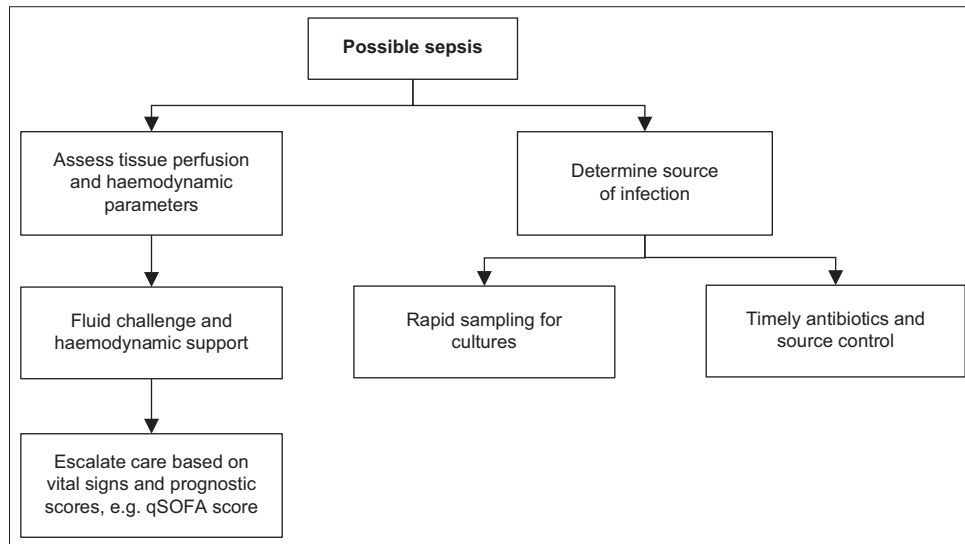 Possible sepsis
Assess tissue perfusion
and haemodynamic
parameters
Determine source
of infection
Fluid challenge and
haemodynamic support
Rapid sampling for
cultures
Timely antibiotics and
source control
Escalate care based on
vital signs and prognostic
scores, e.g. qSOFA score